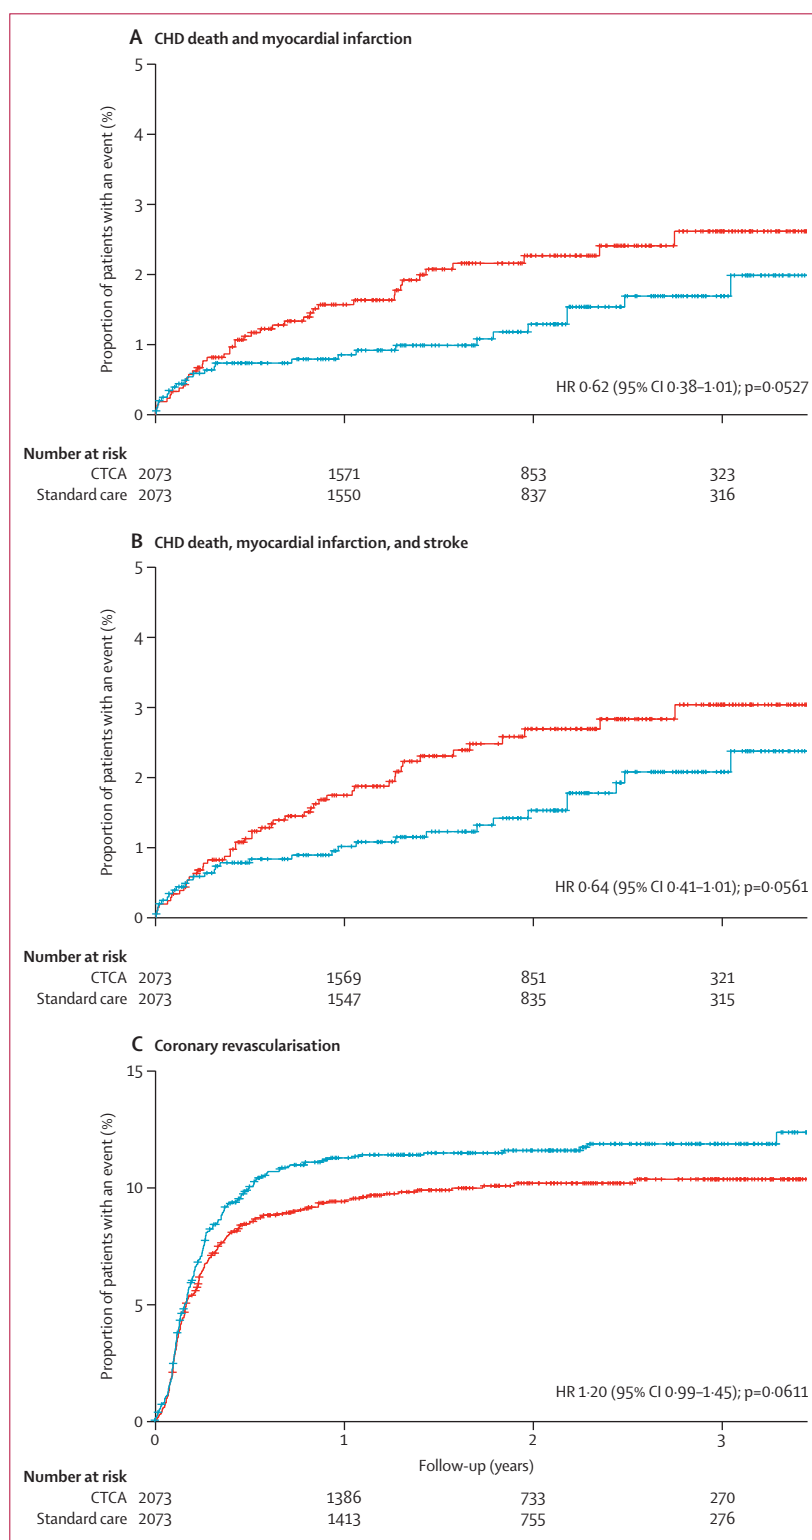 A CHD death and myocardial infarction
5
4
3
2
1
0
Proportion of patients with an event (%)
HR 0·62 (95% CI 0·38–1·01); p=0·0527
Number at risk
CTCA 2073 1571 853 323
Standard care 2073 1550 837 316
B CHD death, myocardial infarction, and stroke
5
4
3
2
1
0
Proportion of patients with an event (%)
HR 0·64 (95% CI 0·41–1·01); p=0·0561
Number at risk
CTCA 2073 1569 851 321
Standard care 2073 1547 835 315
C Coronary revascularisation
15
10
5
0
Proportion of patients with an event (%)
HR 1·20 (95% CI 0·99–1·45); p=0·0611
0 1 2 3
Follow-up (years)
Number at risk
CTCA 2073 1386 733 270
Standard care 2073 1413 755 276